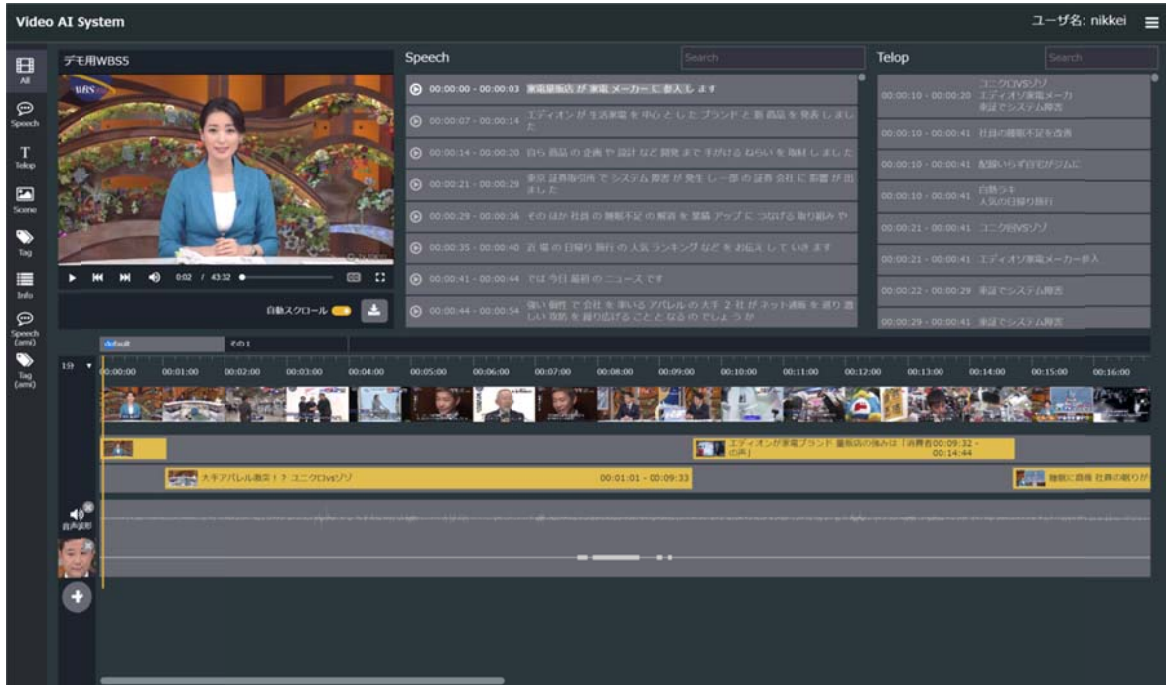 Video AI System
ユーザ名: nikkei
All
Speech
Telop
Scene
Tag
Info
Speech (ami)
Tag (ami)
デモ用WBS5
WBS
0:02 / 43:32
自動スクロール
Speech
Search
00:00:00 - 00:00:03 家電量販店 が 家電 メーカー に 参入 し ます
00:00:07 - 00:00:14 エディオン が 生活家電 を 中心 と し た ブランド と 新 商品 を 発表 し まし
た
00:00:14 - 00:00:20 自ら 商品 の 企画 や 設計 など 開発 まで 手がける ねらい を 取材 し まし た
00:00:21 - 00:00:29 東京 証券取引所 で システム 障害 が 発生 し 一部 の 証券 会社 に 影響 が 出
まし た
00:00:29 - 00:00:36 その ほか 社員 の 睡眠不足 の 解消 を 業績 アップ に つなげる 取り組み や
00:00:35 - 00:00:40 近 場 の 日帰り 旅行 の 人気 ランキング など を お伝え し て いき ます
00:00:41 - 00:00:44 では 今日 最初 の ニュース です
00:00:44 - 00:00:54 強い 個性 で 会社 を 率いる アパレル の 大手 2 社 が ネット通販 を 巡り 激
しい 攻防 を 繰り広げる こと と なる の でしょ う か
Telop
Search
00:00:10 - 00:00:20
エディオン家電メーカ
東証でシステム障害
00:00:10 - 00:00:41 社員の睡眠不足を改善
00:00:10 - 00:00:41 配線いらず自宅がジムに
00:00:10 - 00:00:41
人気の日帰り旅行
00:00:21 - 00:00:41
00:00:21 - 00:00:41 エディオン家電メーカー参入
00:00:22 - 00:00:29 東証でシステム障害
00:00:29 - 00:00:41 東証でシステム障害
default
その1
1分
00:00:00 00:01:00 00:02:00 00:03:00 00:04:00 00:05:00 00:06:00 00:07:00 00:08:00 00:09:00 00:10:00 00:11:00 00:12:00 00:13:00 00:14:00 00:15:00 00:16:00
エディオンが家電ブランド 量販店の強みは「消費者の声」
00:09:32 - 00:14:44
大手アパレル激突!? ユニクロvsゾゾ 00:01:01 - 00:09:33
睡眠に自販 社員の眠りが
音声波形